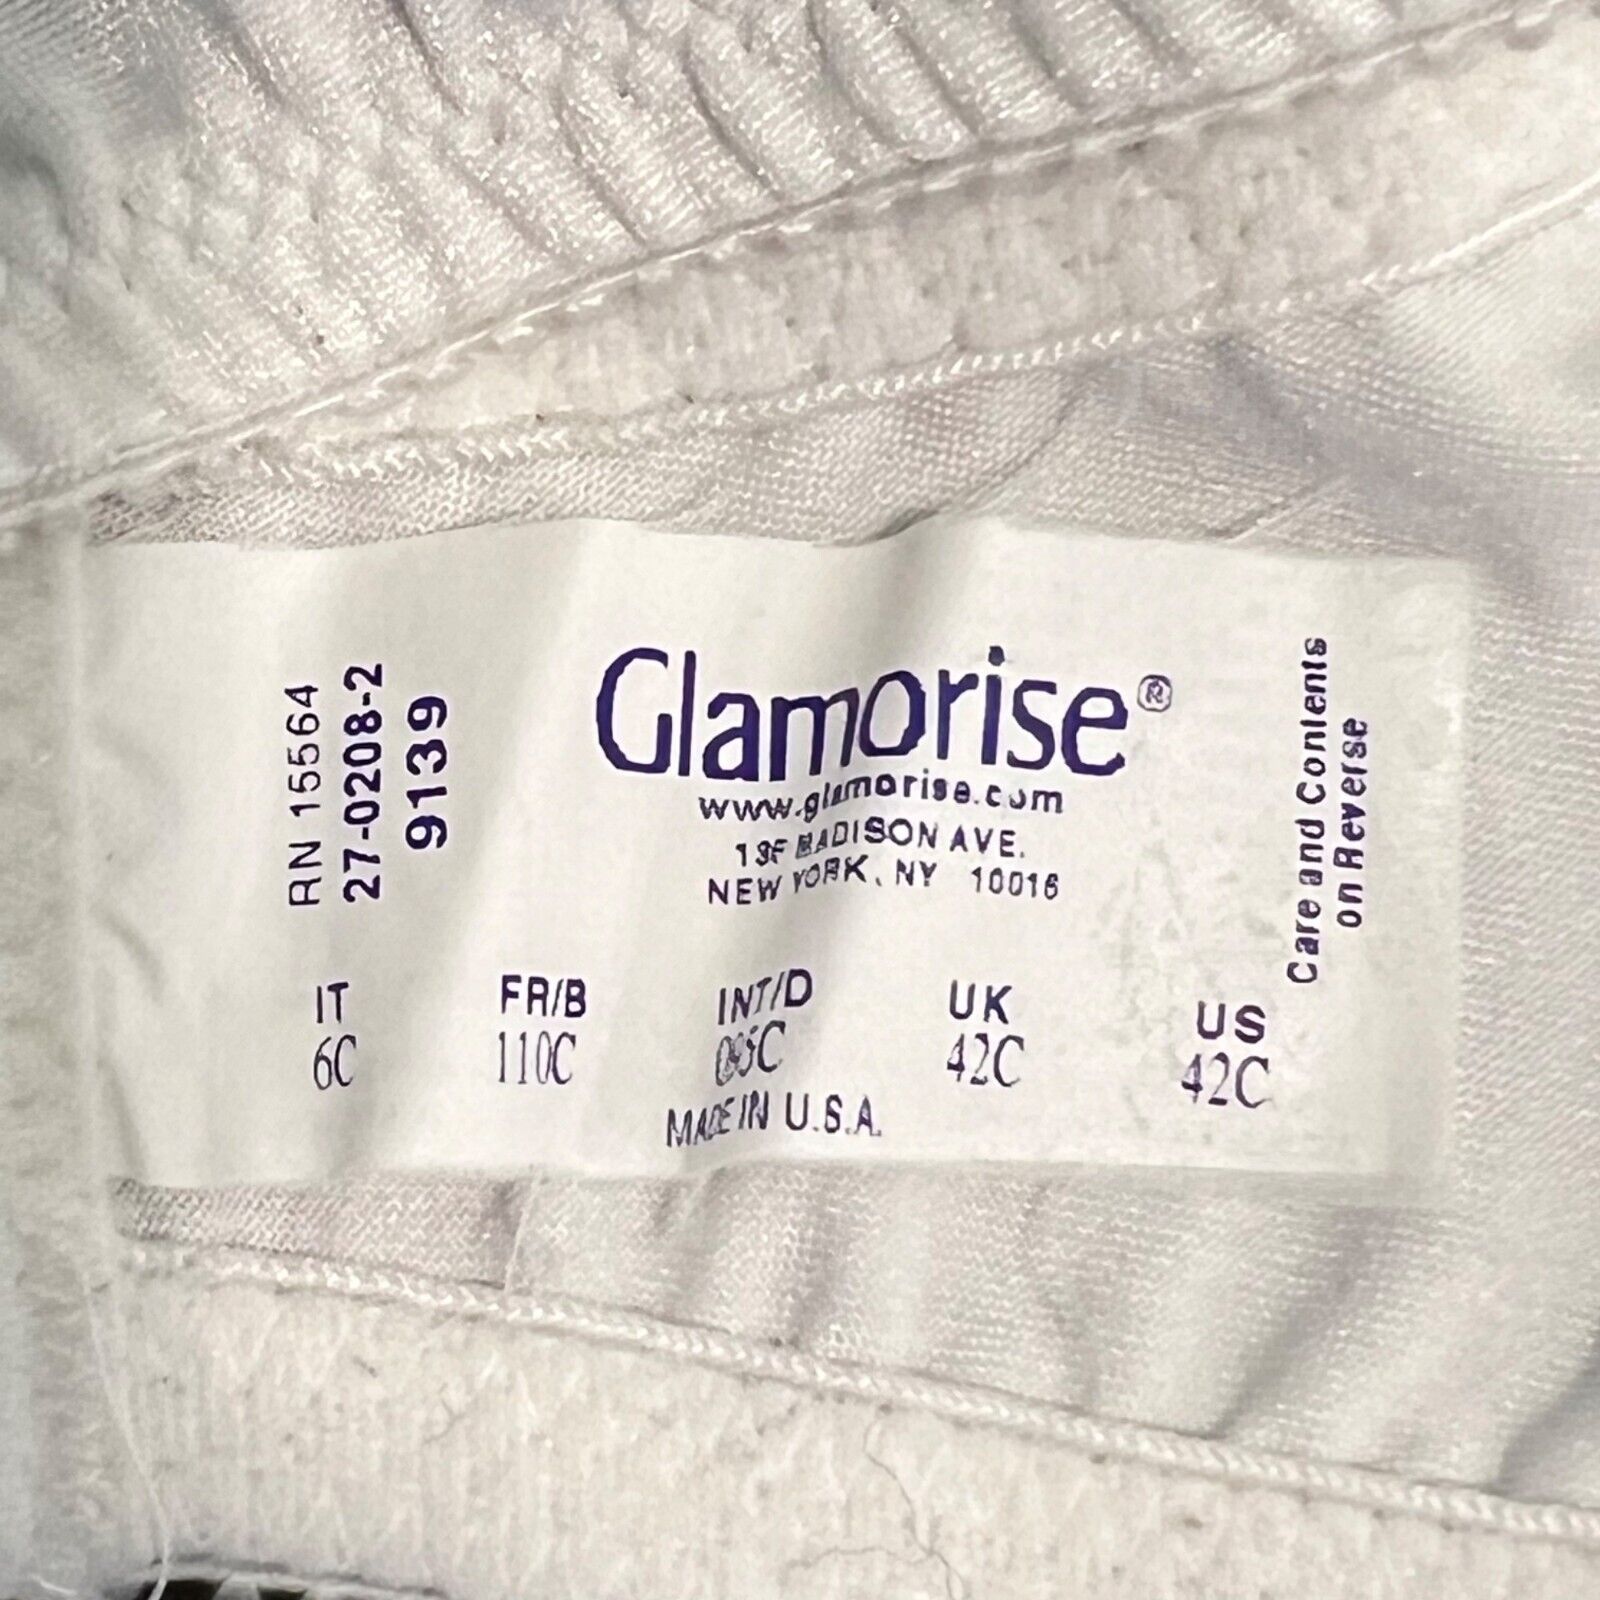 RN 15564
27-0208-2
9139
Glamorise®
www.glamorise.com
MADISON AVE.
NEW YORK, NY 10016
Care and Contents
on Reverse
IT FR/B INT/D UK US
6C 110C 42C 42C
MADE IN U.S.A.